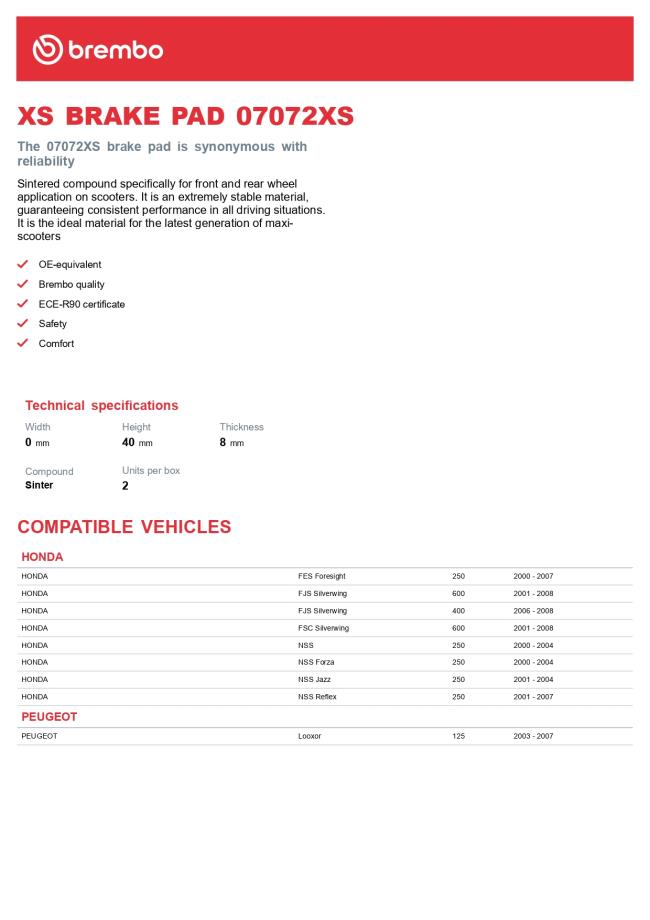 brembo
XS BRAKE PAD 07072XS
The 07072XS brake pad is synonymous with
reliability
Sintered compound specifically for front and rear wheel
application on scooters. It is an extremely stable material,
guaranteeing consistent performance in all driving situations.
It is the ideal material for the latest generation of maxi-
scooters
OE-equivalent
Brembo quality
ECE-R90 certificate
Safety
Comfort
Technical specifications
Width Height Thickness
0 mm 40 mm 8 mm
Compound Units per box
Sinter 2
COMPATIBLE VEHICLES
HONDA
HONDA FES Foresight 250 2000 - 2007
HONDA FJS Silverwing 600 2001 - 2008
HONDA FJS Silverwing 400 2006 - 2008
HONDA FSC Silverwing 600 2001 - 2008
HONDA NSS 250 2000 - 2004
HONDA NSS Forza 250 2000 - 2004
HONDA NSS Jazz 250 2001 - 2004
HONDA NSS Reflex 250 2001 - 2007
PEUGEOT
PEUGEOT Looxor 125 2003 - 2007